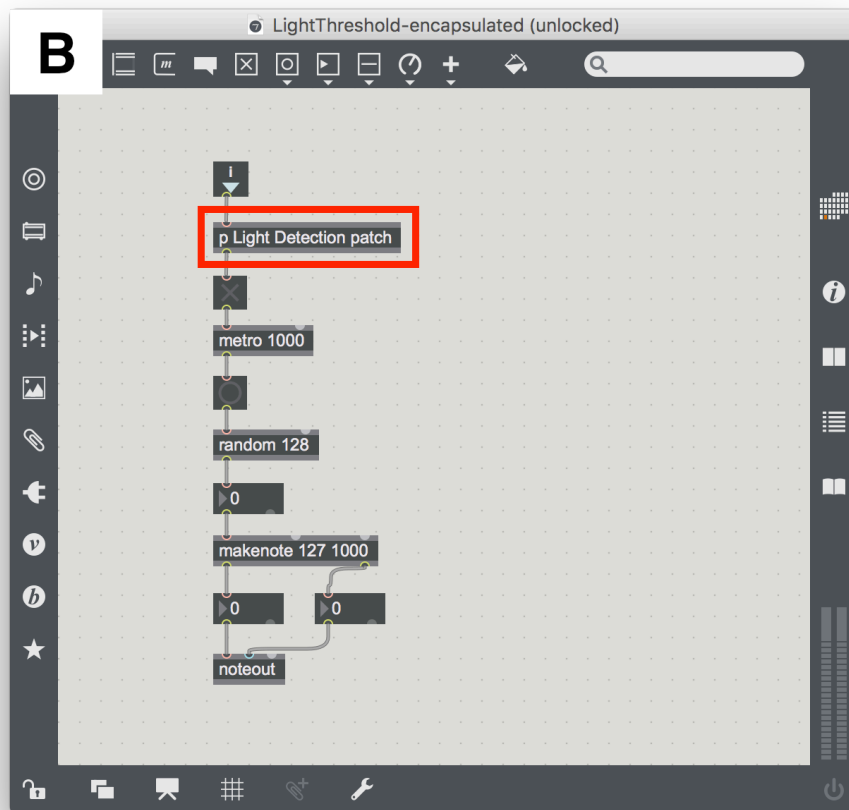 B
LightThreshold-encapsulated (unlocked)
m
i
p Light Detection patch
metro 1000
random 128
0
makenote 127 1000
0 0
noteout
i
v
b